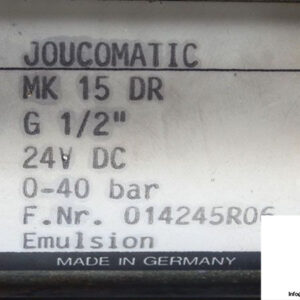 JOUCOMATIC
MK 15 DR
G 1/2"
24V DC
0-40 bar
F.Nr. 014245R06
Emulsion
MADE IN GERMANY